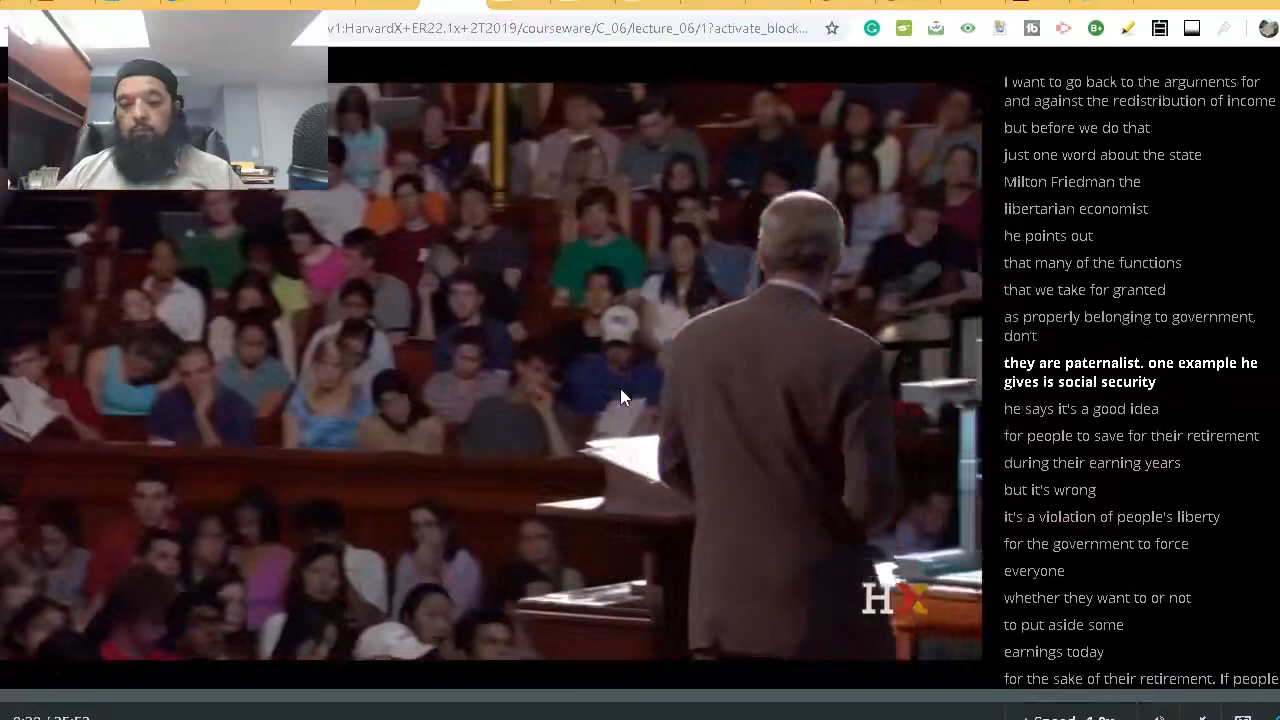 x1:HarvardX+ER22.1x+2T2019/courseware/C_06/lecture_06/1?activate_block...
I want to go back to the arguments for
and against the redistribution of income
but before we do that
just one word about the state
Milton Friedman the
libertarian economist
he points out
that many of the functions
that we take for granted
as properly belonging to government,
don't
they are paternalist. one example he
gives is social security
he says it's a good idea
for people to save for their retirement
during their earning years
but it's wrong
it's a violation of people's liberty
for the government to force
everyone
whether they want to or not
to put aside some
earnings today
for the sake of their retirement. If people
HX